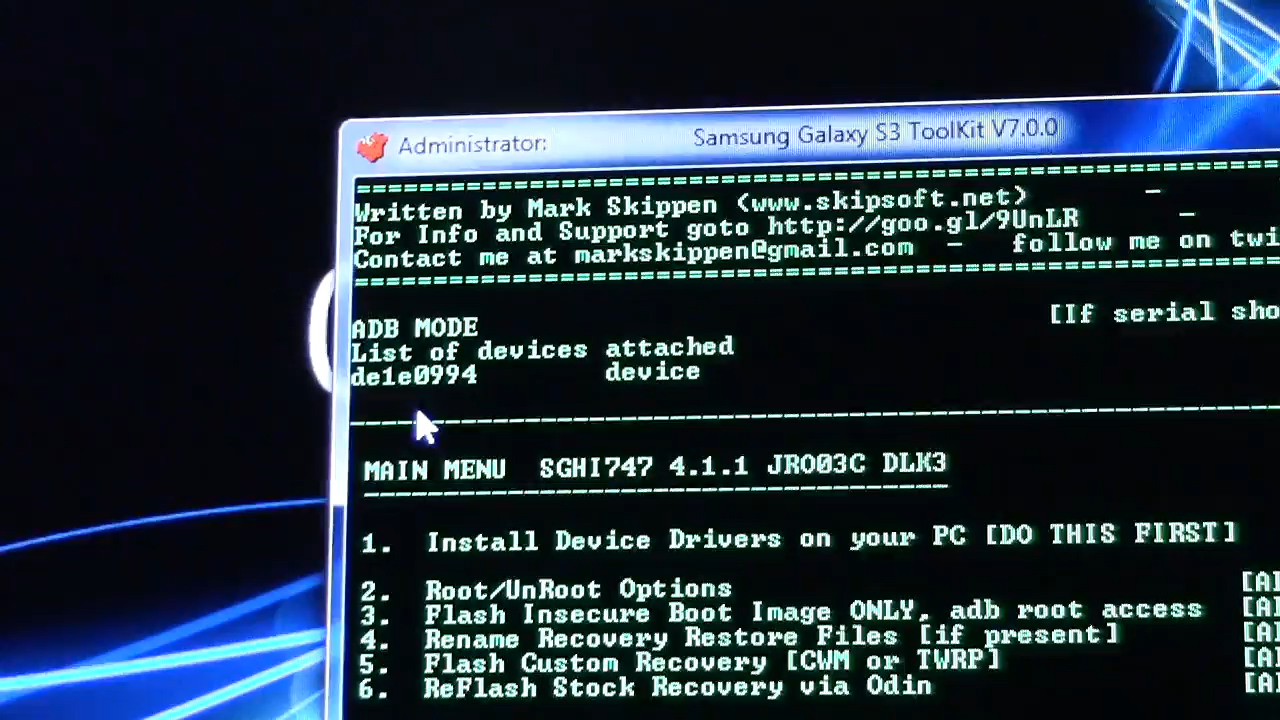 Administrator: Samsung Galaxy S3 ToolKit V7.0.0
================================================
Written by Mark Skippen (www.skipsoft.net) -
For Info and Support goto http://goo.gl/9UnLR -
Contact me at markskippen@gmail.com - follow me on twi
================================================
ADB MODE [If serial sho
List of devices attached
de1e0994 device
------------------------------------------------
MAIN MENU SGHI747 4.1.1 JRO03C DLK3
------------------------------------
1. Install Device Drivers on your PC [DO THIS FIRST]
2. Root/UnRoot Options [A
3. Flash Insecure Boot Image ONLY, adb root access [A
4. Rename Recovery Restore Files [if present] [A
5. Flash Custom Recovery [CWM or TWRP] [A
6. ReFlash Stock Recovery via Odin [A